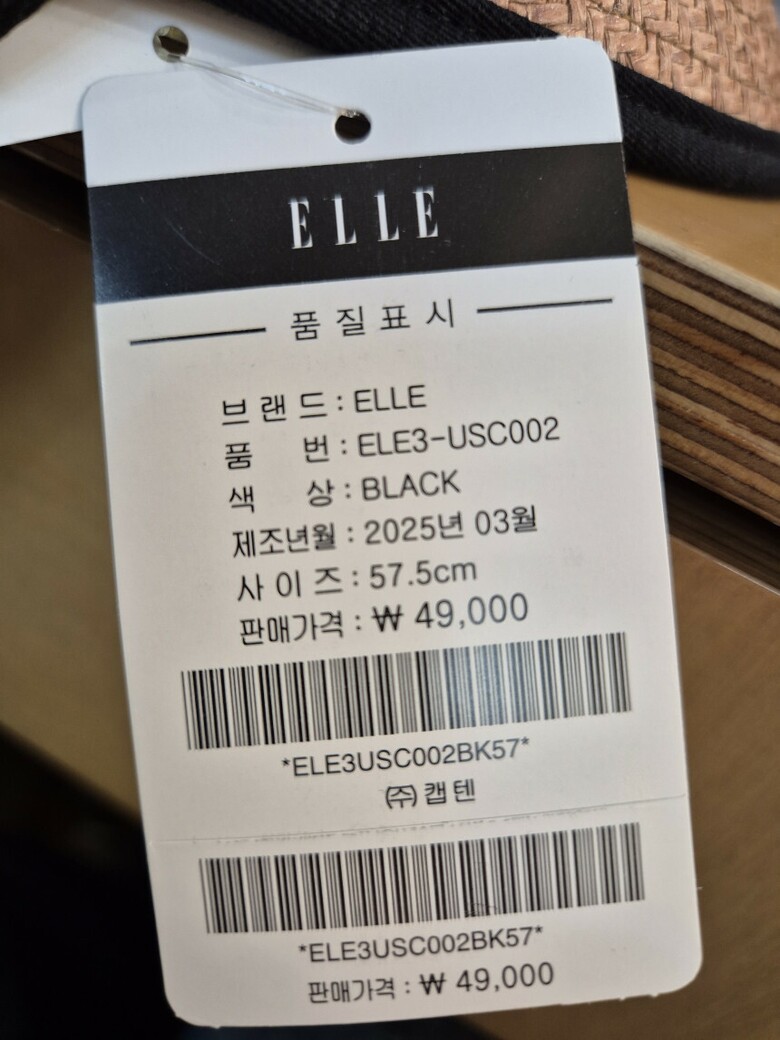 ELLE
품질표시
브랜드 : ELLE
품 번 : ELE3-USC002
색 상 : BLACK
제조년월 : 2025년 03월
사이즈 : 57.5cm
판매가격 : ₩ 49,000
*ELE3USC002BK57*
㈜캡텐
*ELE3USC002BK57*
판매가격 : ₩ 49,000